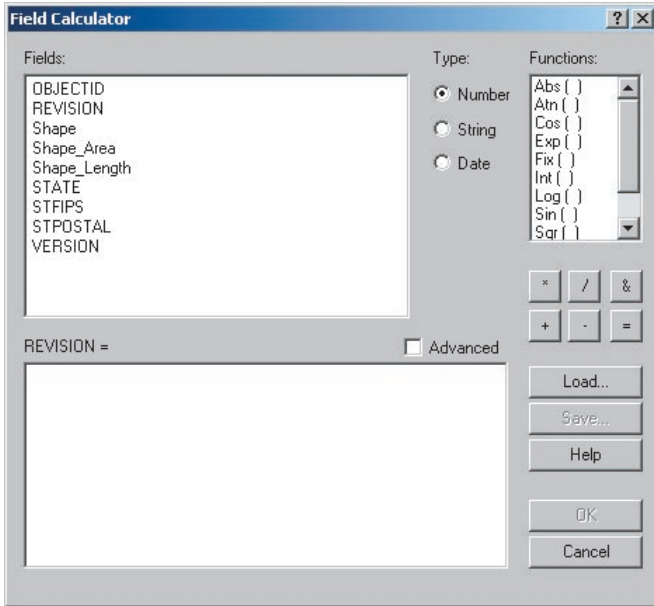 Field Calculator
Fields:
OBJECTID
REVISION
Shape
Shape_Area
Shape_Length
STATE
STFIPS
STPOSTAL
VERSION
Type:
Number
String
Date
Functions:
Abs ( )
Atn ( )
Cos ( )
Exp ( )
Fix ( )
Int ( )
Log ( )
Sin ( )
Sqr ( )
* / &
+ - =
REVISION =
Advanced
Load...
Save...
Help
OK
Cancel